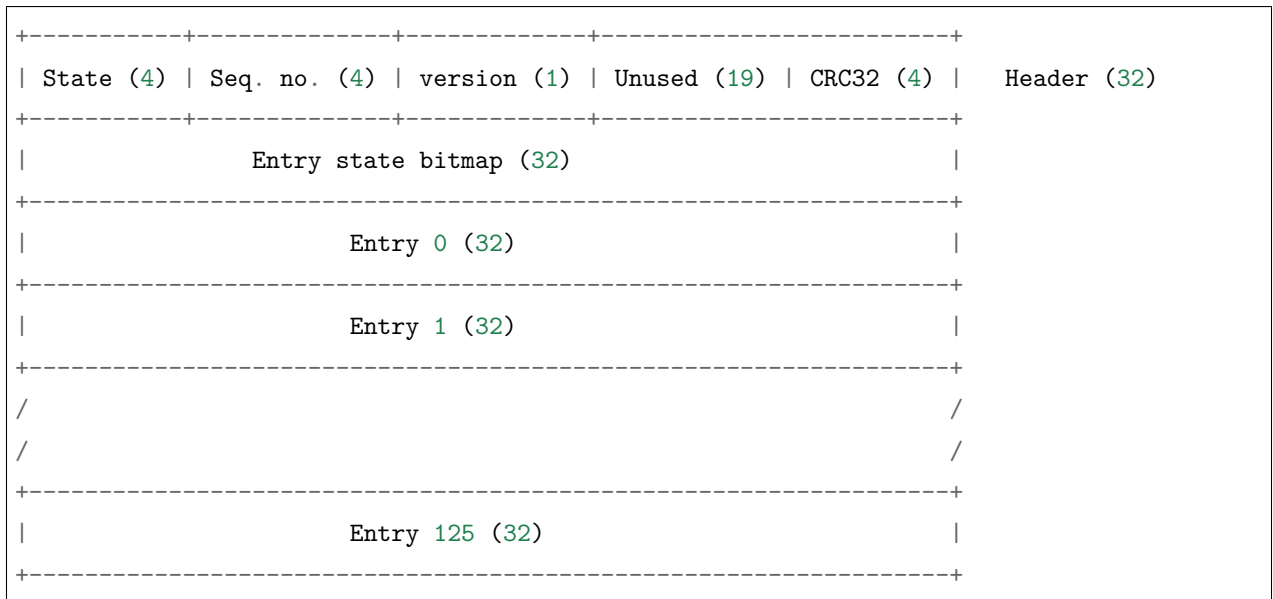 +-----------+--------------+-------------+-------------------------+
| State (4) | Seq. no. (4) | version (1) | Unused (19) | CRC32 (4) |   Header (32)
+-----------+--------------+-------------+-------------------------+
|                Entry state bitmap (32)                           |
+------------------------------------------------------------------+
|                       Entry 0 (32)                               |
+------------------------------------------------------------------+
|                       Entry 1 (32)                               |
+------------------------------------------------------------------+
/                                                                  /
/                                                                  /
+------------------------------------------------------------------+
|                       Entry 125 (32)                             |
+------------------------------------------------------------------+